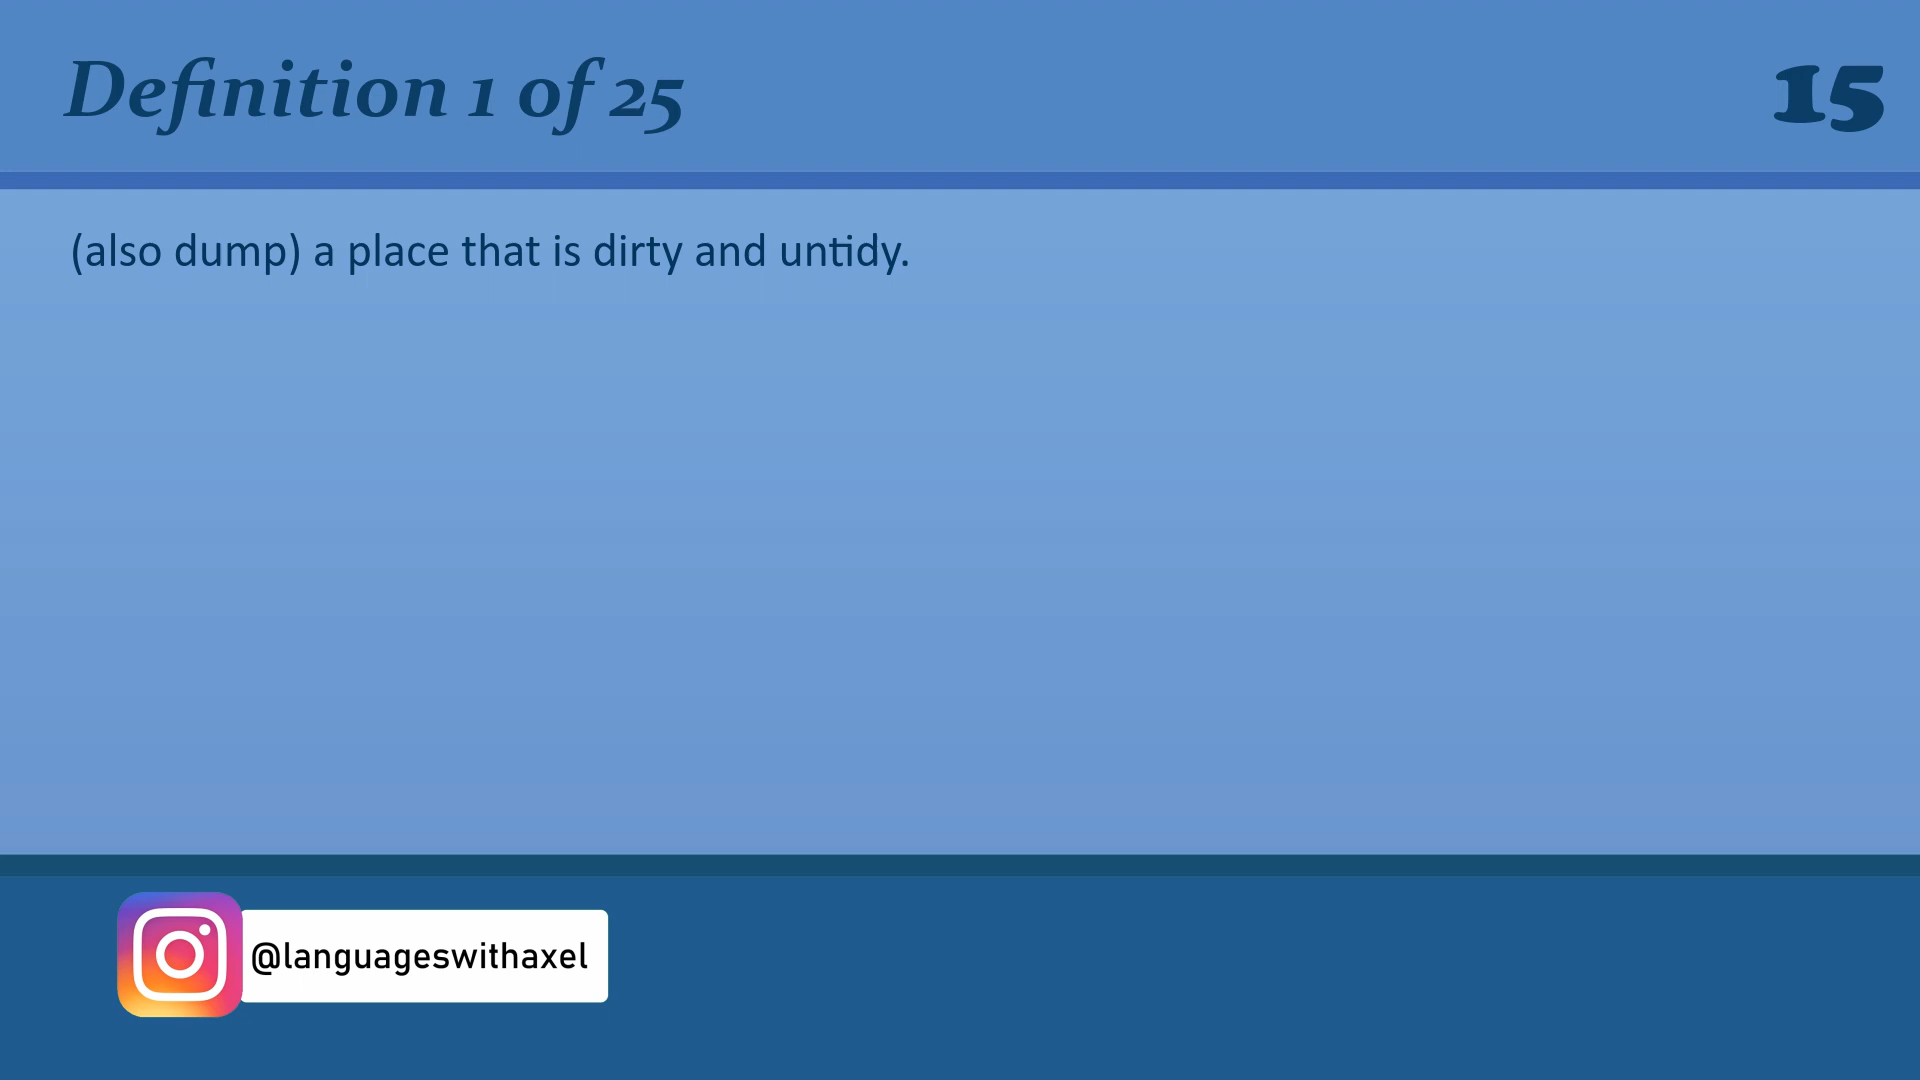 Definition 1 of 25
15
(also dump) a place that is dirty and untidy.
@languageswithaxel